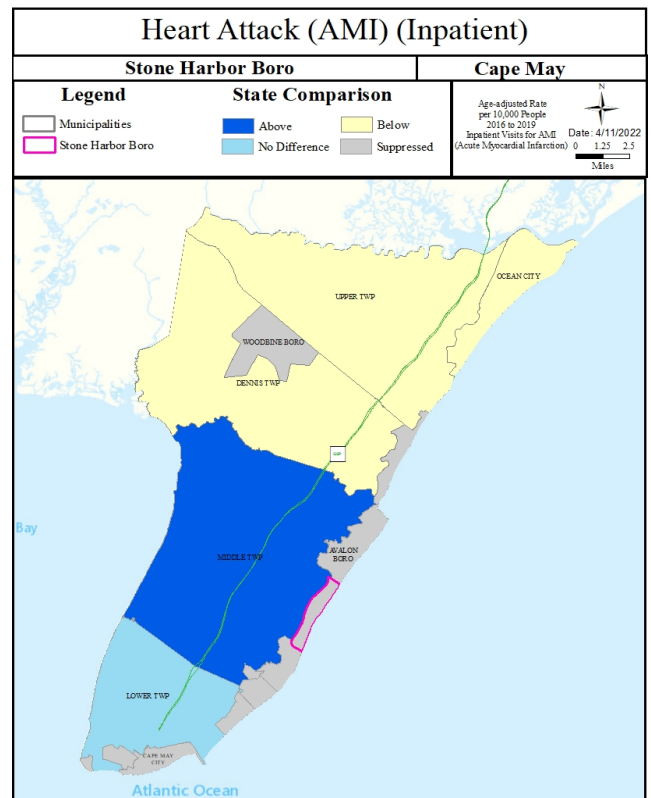 Heart Attack (AMI) (Inpatient)
Stone Harbor Boro
Cape May
Legend
Municipalities
Stone Harbor Boro
State Comparison
Above
Below
No Difference
Suppressed
Age-adjusted Rate
per 10,000 People
2016 to 2019
Inpatient Visits for AMI
(Acute Myocardial Infarction)
N
Date: 4/11/2022
0 1.25 2.5
Miles
OCEAN CITY
UPPER TWP
WOODBINE BORO
DENNIS TWP
Bay
AVALON
BORO
MIDDLE TWP
LOWER TWP
CAPE MAY
CITY
Atlantic Ocean